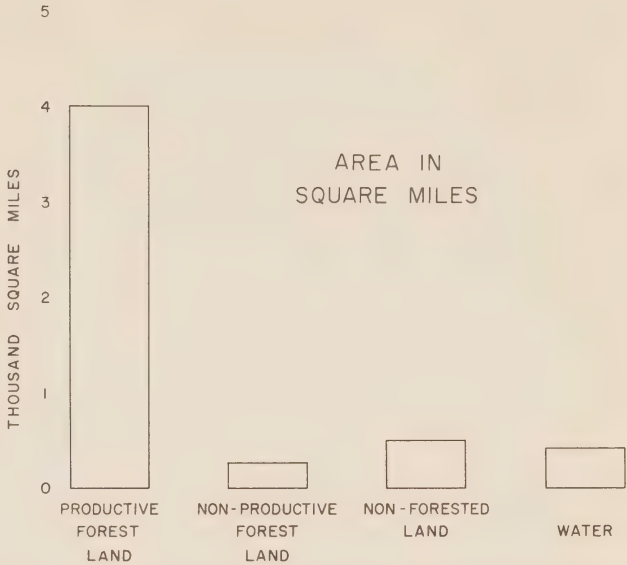 5
4
3
2
1
0
THOUSAND SQUARE MILES
AREA IN
SQUARE MILES
PRODUCTIVE
FOREST
LAND
NON-PRODUCTIVE
FOREST
LAND
NON-FORESTED
LAND
WATER